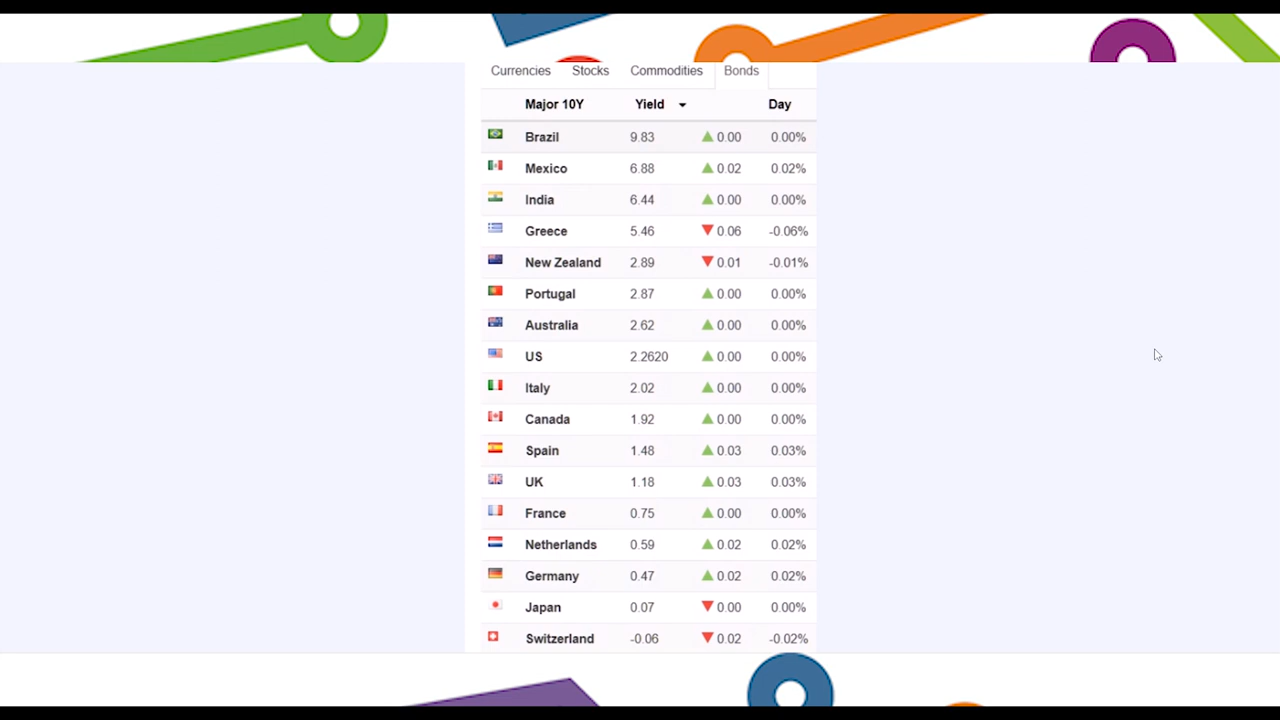 Currencies Stocks Commodities Bonds
Major 10Y Yield Day
Brazil 9.83 0.00 0.00%
Mexico 6.88 0.02 0.02%
India 6.44 0.00 0.00%
Greece 5.46 0.06 -0.06%
New Zealand 2.89 0.01 -0.01%
Portugal 2.87 0.00 0.00%
Australia 2.62 0.00 0.00%
US 2.2620 0.00 0.00%
Italy 2.02 0.00 0.00%
Canada 1.92 0.00 0.00%
Spain 1.48 0.03 0.03%
UK 1.18 0.03 0.03%
France 0.75 0.00 0.00%
Netherlands 0.59 0.02 0.02%
Germany 0.47 0.02 0.02%
Japan 0.07 0.00 0.00%
Switzerland -0.06 0.02 -0.02%